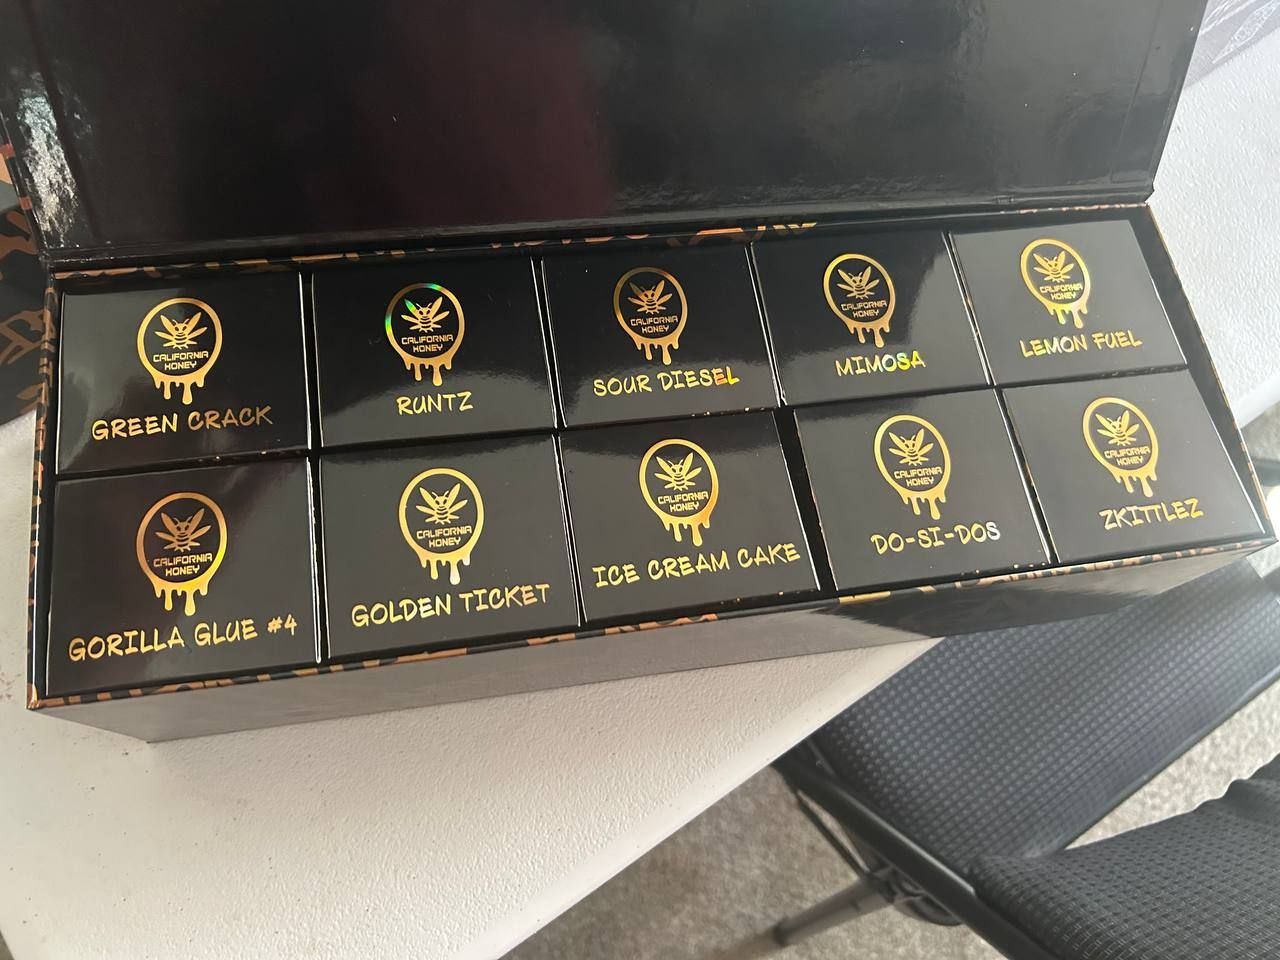 CALIFORNIA
HONEY
GREEN CRACK
CALIFORNIA
HONEY
RUNTZ
CALIFORNIA
HONEY
SOUR DIESEL
CALIFORNIA
HONEY
MIMOSA
CALIFORNIA
HONEY
LEMON FUEL
CALIFORNIA
HONEY
GORILLA GLUE #4
CALIFORNIA
HONEY
GOLDEN TICKET
CALIFORNIA
HONEY
ICE CREAM CAKE
CALIFORNIA
HONEY
DO-SI-DOS
CALIFORNIA
HONEY
ZKITTLEZ